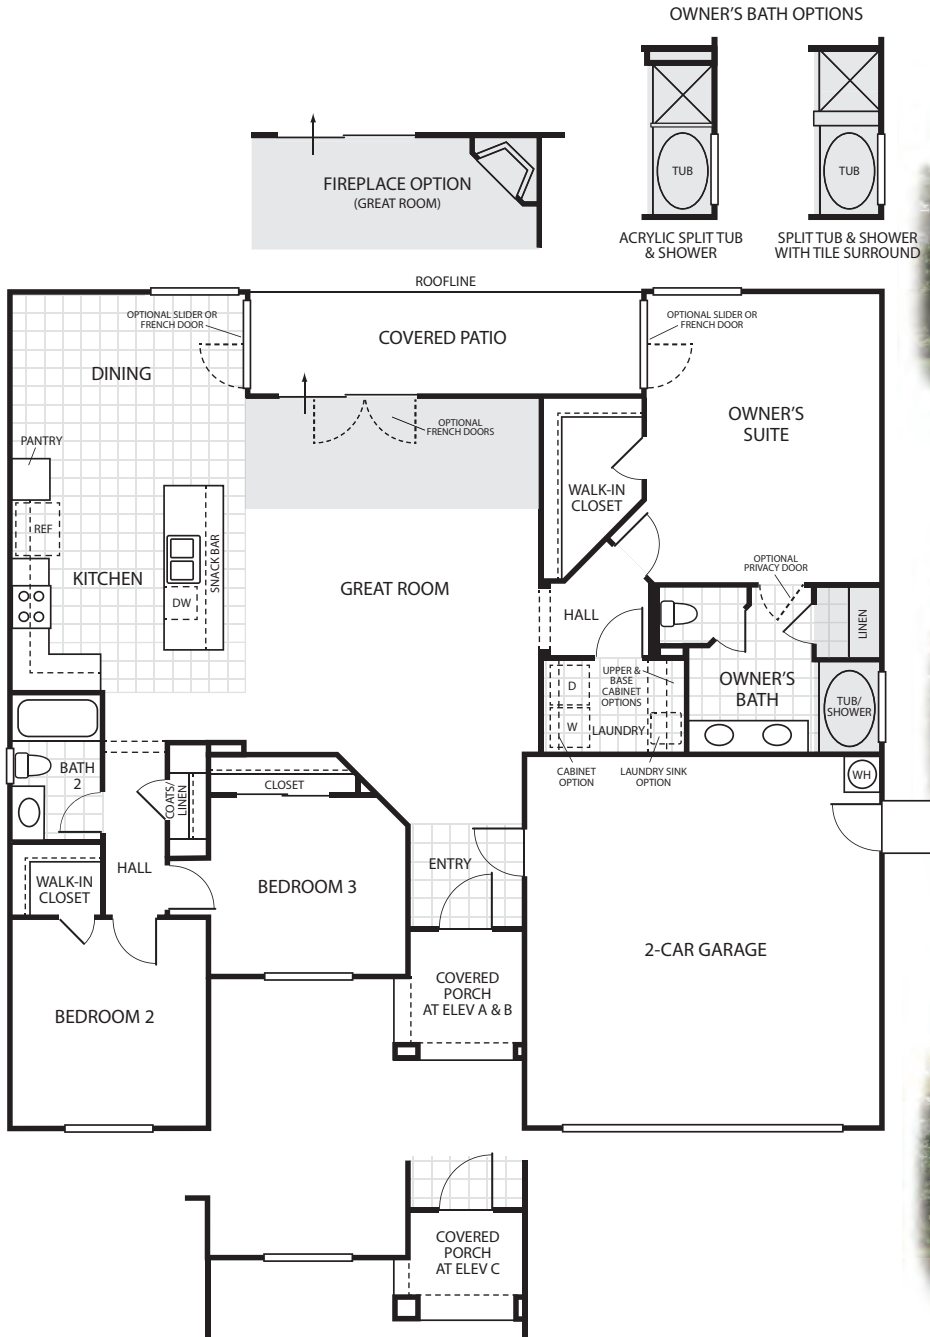 OWNER'S BATH OPTIONS
TUB
TUB
ACRYLIC SPLIT TUB
& SHOWER
SPLIT TUB & SHOWER
WITH TILE SURROUND
FIREPLACE OPTION
(GREAT ROOM)
ROOFLINE
OPTIONAL SLIDER OR
FRENCH DOOR
COVERED PATIO
OPTIONAL SLIDER OR
FRENCH DOOR
DINING
OPTIONAL
FRENCH DOORS
OWNER'S
SUITE
PANTRY
WALK-IN
CLOSET
REF
SNACK BAR
KITCHEN
DW
GREAT ROOM
OPTIONAL
PRIVACY DOOR
HALL
LINEN
D
UPPER &
BASE
CABINET
OPTIONS
OWNER'S
BATH
TUB/
SHOWER
W
LAUNDRY
CABINET
OPTION
LAUNDRY SINK
OPTION
WH
BATH
2
COATS/
LINEN
CLOSET
HALL
WALK-IN
CLOSET
BEDROOM 3
ENTRY
2-CAR GARAGE
COVERED
PORCH
AT ELEV A & B
BEDROOM 2
COVERED
PORCH
AT ELEV C